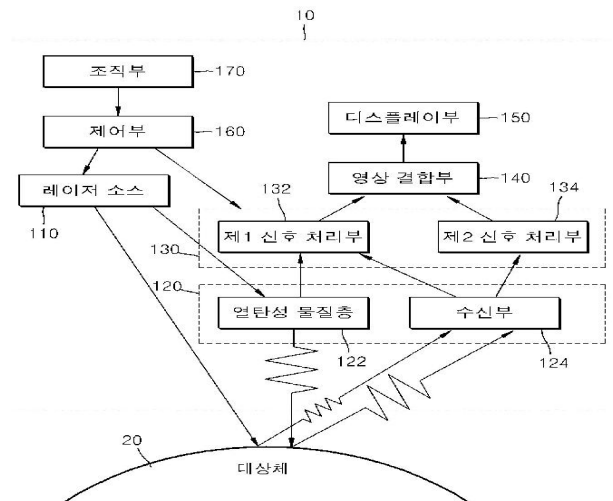 10
조직부
170
디스플레이부
150
제어부
160
영상 결합부
140
레이저 소스
110
132
134
130
제1 신호 처리부
제2 신호 처리부
120
열탄성 물질층
수신부
122
124
20
대상체